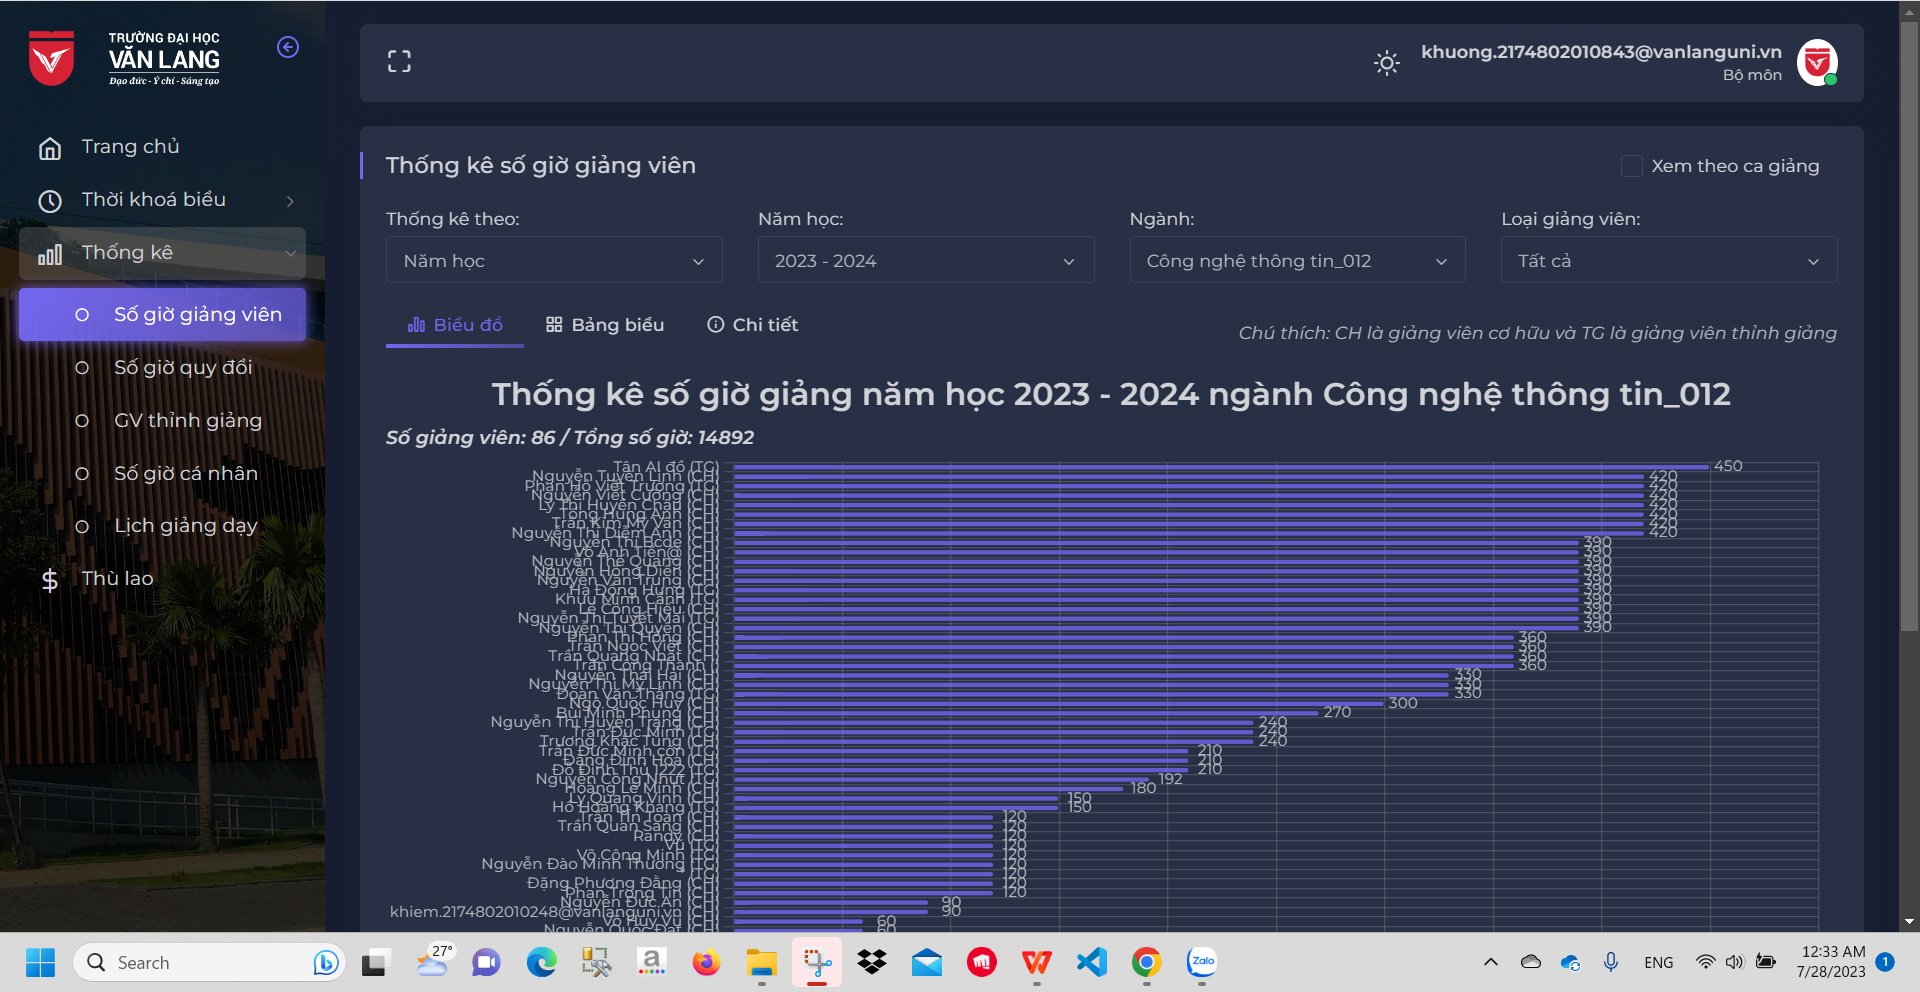 TRƯỜNG ĐẠI HỌC
VĂN LANG
Đạo đức - Ý chí - Sáng tạo
khuong.2174802010843@vanlanguni.vn
Bộ môn
Trang chủ
Thời khoá biểu
Thống kê
Số giờ giảng viên
Số giờ quy đổi
GV thỉnh giảng
Số giờ cá nhân
Lịch giảng dạy
Thù lao
Thống kê số giờ giảng viên
Xem theo ca giảng
Thống kê theo:
Năm học:
Ngành:
Loại giảng viên:
Năm học
2023 - 2024
Công nghệ thông tin_012
Tất cả
Biểu đồ
Bảng biểu
Chi tiết
Chú thích: CH là giảng viên cơ hữu và TG là giảng viên thỉnh giảng
Thống kê số giờ giảng năm học 2023 - 2024 ngành Công nghệ thông tin_012
Số giảng viên: 86 / Tổng số giờ: 14892
Tân AI đỗ (TG) 450
Nguyễn Tuyên Linh (CH) 420
Phan Hồ Viết Trường (TG) 420
Nguyễn Viết Cường (CH) 420
Lý Thị Huyền Châu (CH) 420
Tống Hùng Anh (CH) 420
Trần Kim Mỹ Vân (CH) 420
Nguyễn Thị Diễm Anh (CH) 420
Nguyễn Thị Bcde (CH) 390
Võ Anh Tiến@ (CH) 390
Nguyễn Thế Quang (CH) 390
Nguyễn Hồng Diên (CH) 390
Nguyễn Văn Trung (CH) 390
Hà Đồng Hưng (TG) 390
Khưu Minh Cảnh (TG) 390
Lê Công Hiếu (CH) 390
Nguyễn Thị Tuyết Mai (TG) 390
Nguyễn Thị Quyên (CH) 390
Phan Thị Hồng (CH) 360
Trần Ngọc Việt (CH) 360
Trần Quang Nhật (CH) 360
Trần Công Thanh () 360
Nguyễn Thái Hải (CH) 330
Nguyễn Thị Mỹ Linh (CH) 330
Đoàn Văn Thắng (TG) 330
Ngô Quốc Huy (CH) 300
Bùi Minh Phụng (CH) 270
Nguyễn Thị Huyền Trang (CH) 240
Trần Đức Minh (TG) 240
Trương Khắc Tùng (CH) 240
Trần Đức Minh con (TG) 210
Đặng Đình Hòa (CH) 210
Đỗ Đình Thủ 1222 (TG) 210
Nguyễn Công Nhựt (TG) 192
Hoàng Lê Minh (CH) 180
Lý Quang Vinh (CH) 150
Hồ Hoàng Khang (TG) 150
Trần Tín Toàn (CH) 120
Trần Quan Sang (CH) 120
Randy (CH) 120
Vu (TG) 120
Võ Công Minh (TG) 120
Nguyễn Đào Minh Thương (TG) 120
(TG) 120
Đặng Phương Đằng (CH) 120
Phan Trọng Tín (CH) 120
Nguyễn Đức An (CH) 90
khiem.2174802010248@vanlanguni.vn (CH) 90
Võ Huy Vũ (CH) 60
Nguyễn Quốc Đạt (CH) 60
Search
27°
a
Zalo
ENG
12:33 AM
7/28/2023
1